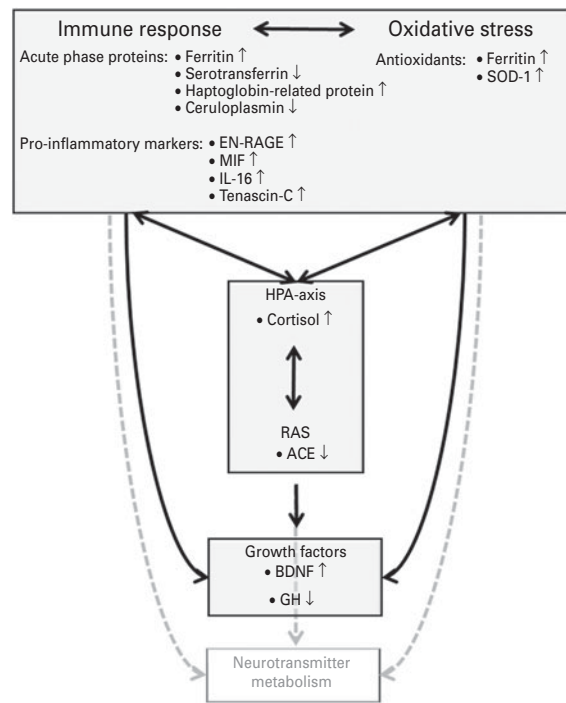 Immune response
Acute phase proteins: • Ferritin ↑
• Serotransferrin ↓
• Haptoglobin-related protein ↑
• Ceruloplasmin ↓
Pro-inflammatory markers: • EN-RAGE ↑
• MIF ↑
• IL-16 ↑
• Tenascin-C ↑
Oxidative stress
Antioxidants: • Ferritin ↑
• SOD-1 ↑
HPA-axis
• Cortisol ↑
RAS
• ACE ↓
Growth factors
• BDNF ↑
• GH ↓
Neurotransmitter
metabolism